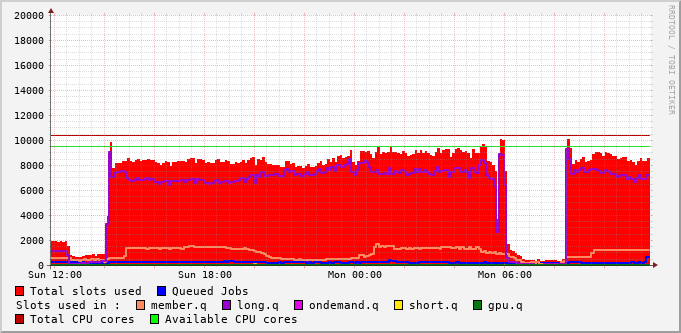 20000
18000
16000
14000
12000
10000
8000
6000
4000
2000
0
Sun 12:00 Sun 18:00 Mon 00:00 Mon 06:00
Total slots used Queued Jobs
Slots used in : member.q long.q ondemand.q short.q gpu.q
Total CPU cores Available CPU cores
RRDTOOL / TOBI OETIKER